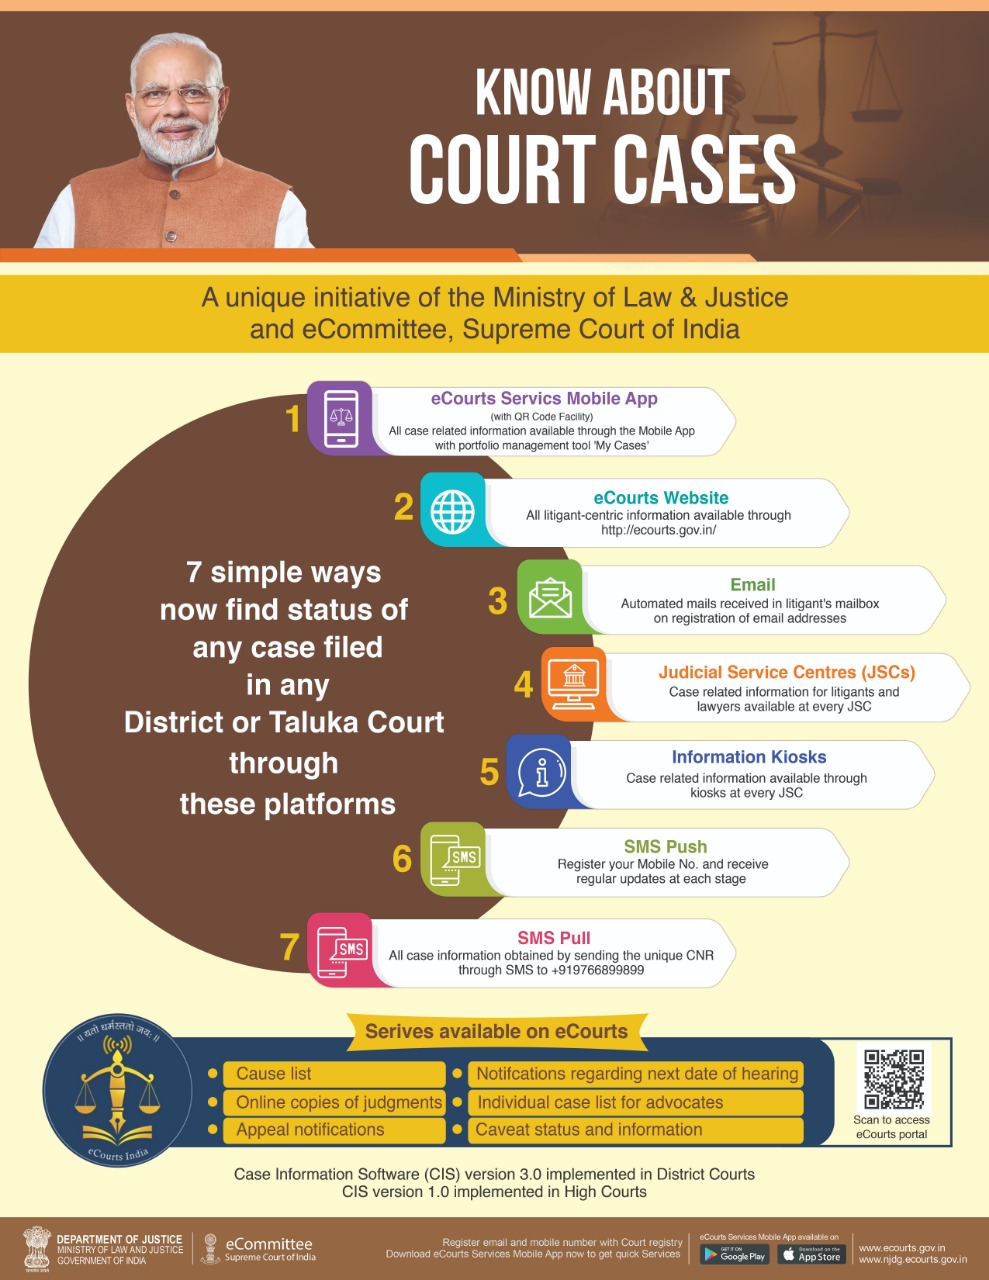 KNOW ABOUT
COURT CASES
A unique initiative of the Ministry of Law & Justice
and eCommittee, Supreme Court of India
7 simple ways
now find status of
any case filed
in any
District or Taluka Court
through
these platforms
1
eCourts Servics Mobile App
(with QR Code Facility)
All case related information available through the Mobile App
with portfolio management tool 'My Cases'
2
eCourts Website
All litigant-centric information available through
http://ecourts.gov.in/
3
Email
Automated mails received in litigant's mailbox
on registration of email addresses
4
Judicial Service Centres (JSCs)
Case related information for litigants and
lawyers available at every JSC
5
Information Kiosks
Case related information available through
kiosks at every JSC
6
SMS
SMS Push
Register your Mobile No. and receive
regular updates at each stage
7
SMS
SMS Pull
All case information obtained by sending the unique CNR
through SMS to +919766899899
Serives available on eCourts
॥ यतो धर्मस्ततो जयः ॥
eCourts India
Cause list
Online copies of judgments
Appeal notifications
Notifcations regarding next date of hearing
Individual case list for advocates
Caveat status and information
Scan to access
eCourts portal
Case Information Software (CIS) version 3.0 implemented in District Courts
CIS version 1.0 implemented in High Courts
DEPARTMENT OF JUSTICE
MINISTRY OF LAW AND JUSTICE
GOVERNMENT OF INDIA
eCommittee
Supreme Court of India
Register email and mobile number with Court registry
Download eCourts Services Mobile App now to get quick Services
eCourts Services Mobile App available on
GET IT ON
Google Play
Download on the
App Store
www.ecourts.gov.in
www.njdg.ecourts.gov.in